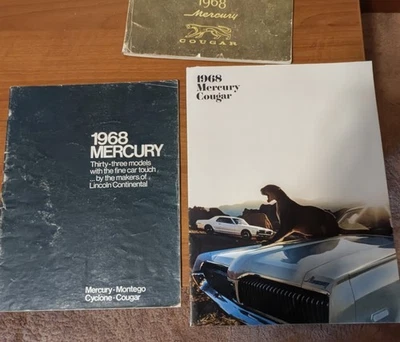 1968
Mercury
COUGAR
1968
MERCURY
Thirty-three models
with the fine car touch
... by the makers of
Lincoln Continental
Mercury • Montego
Cyclone • Cougar
1968
Mercury
Cougar